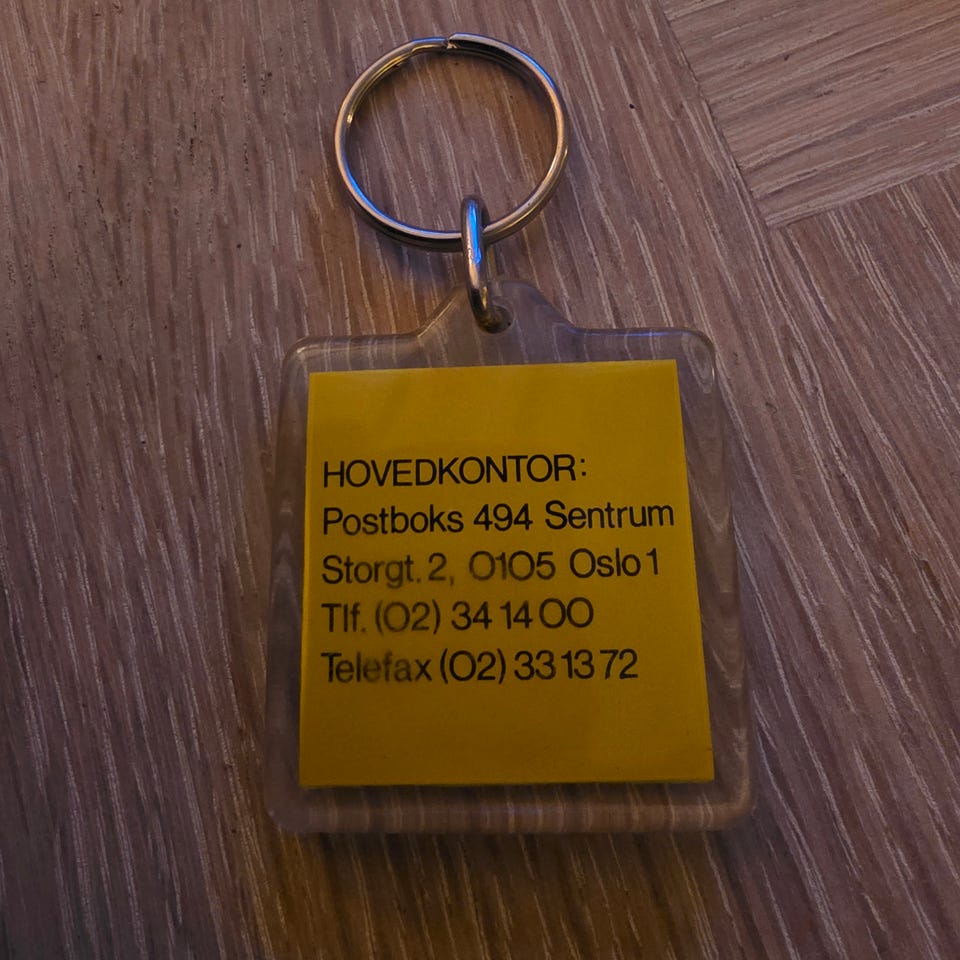 HOVEDKONTOR:
Postboks 494 Sentrum
Storgt. 2, 0105 Oslo 1
Tlf. (02) 34 14 00
Telefax (02) 33 13 72